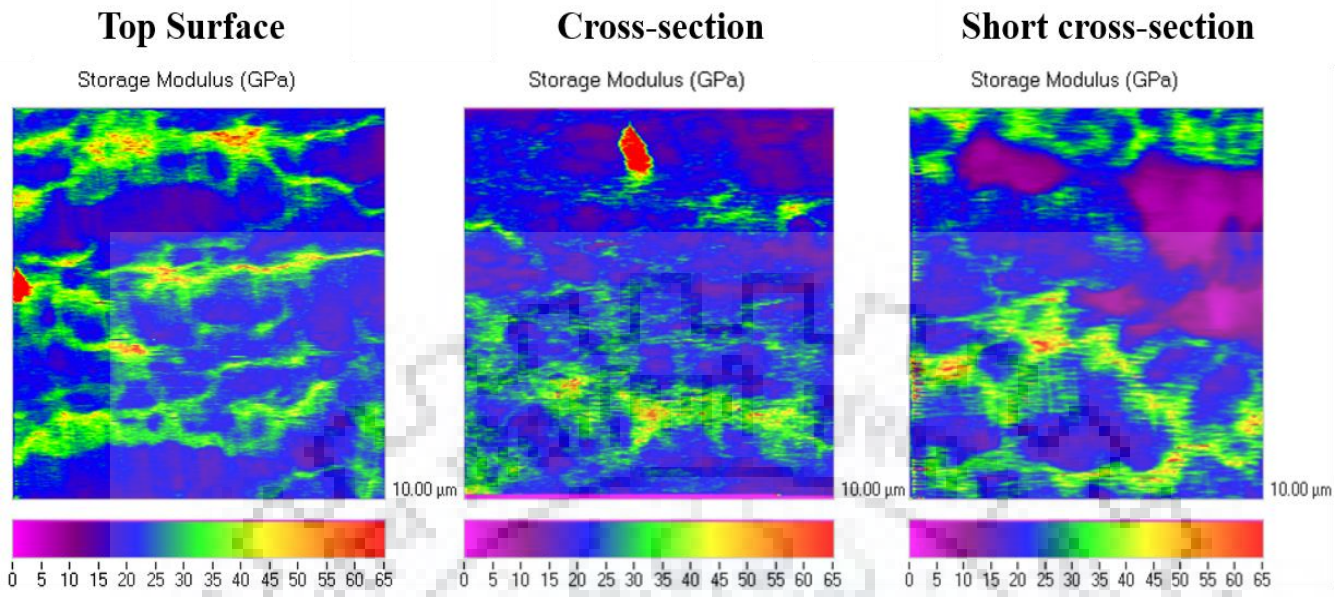 Top Surface
Cross-section
Short cross-section
Storage Modulus (GPa)
Storage Modulus (GPa)
Storage Modulus (GPa)
10.00 µm
10.00 µm
10.00 µm
0 5 10 15 20 25 30 35 40 45 50 55 60 65
0 5 10 15 20 25 30 35 40 45 50 55 60 65
0 5 10 15 20 25 30 35 40 45 50 55 60 65